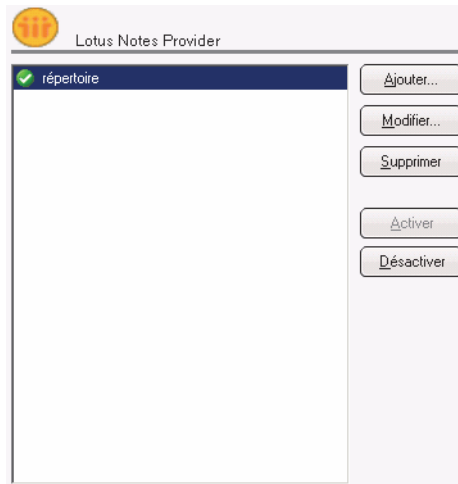 Lotus Notes Provider
répertoire
Ajouter...
Modifier...
Supprimer
Activer
Désactiver